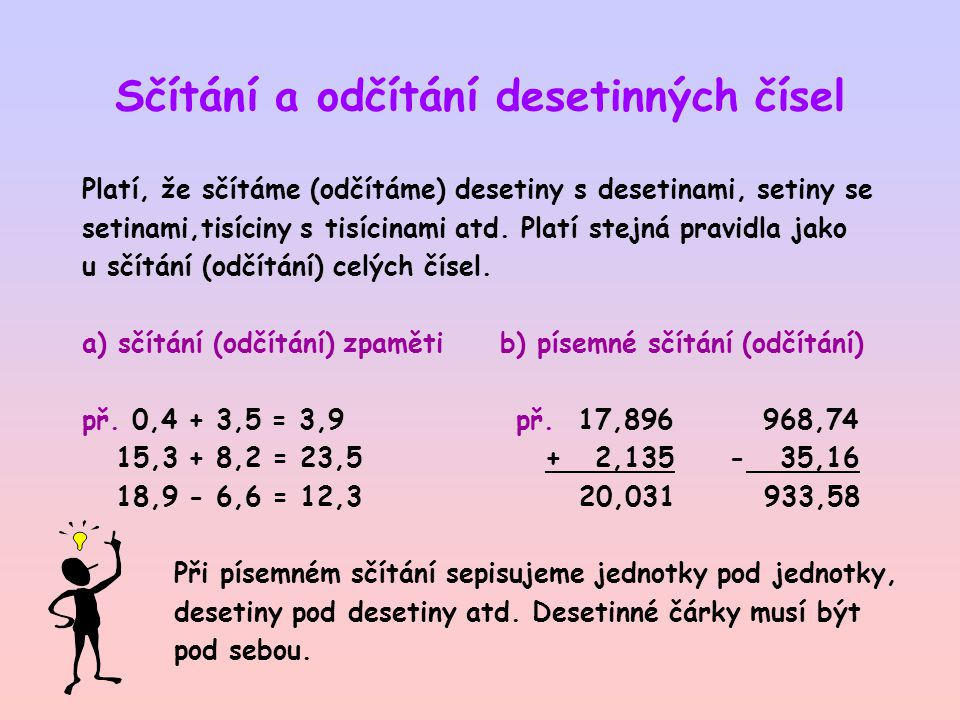 Sčítání a odčítání desetinných čísel
Platí, že sčítáme (odčítáme) desetiny s desetinami, setiny se
setinami,tisíciny s tisícinami atd. Platí stejná pravidla jako
u sčítání (odčítání) celých čísel.
a) sčítání (odčítání) zpaměti b) písemné sčítání (odčítání)
př. 0,4 + 3,5 = 3,9 př. 17,896 968,74
15,3 + 8,2 = 23,5 + 2,135 - 35,16
18,9 - 6,6 = 12,3 20,031 933,58
Při písemném sčítání sepisujeme jednotky pod jednotky,
desetiny pod desetiny atd. Desetinné čárky musí být
pod sebou.